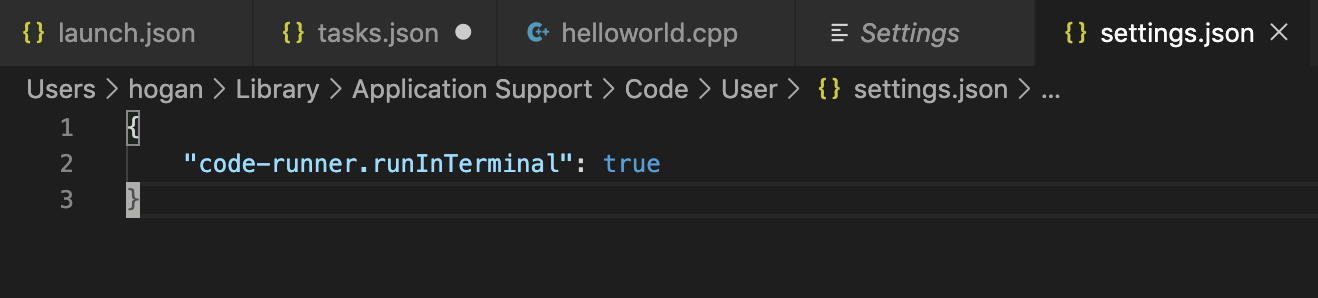 {} launch.json {} tasks.json helloworld.cpp Settings {} settings.json
Users > hogan > Library > Application Support > Code > User > {} settings.json > ...
1 {
2 "code-runner.runInTerminal": true
3 }